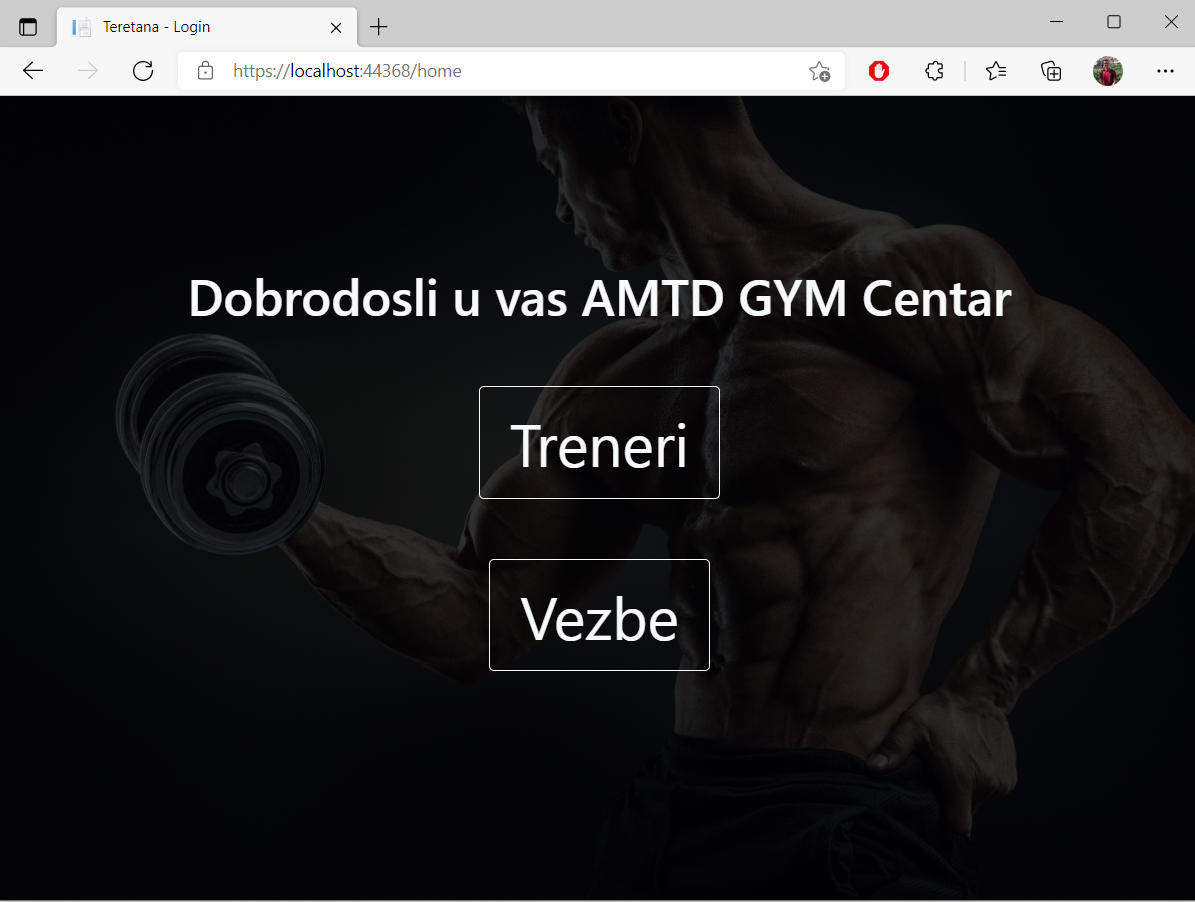 Teretana - Login
https://localhost:44368/home
Dobrodosli u vas AMTD GYM Centar
Treneri
Vezbe